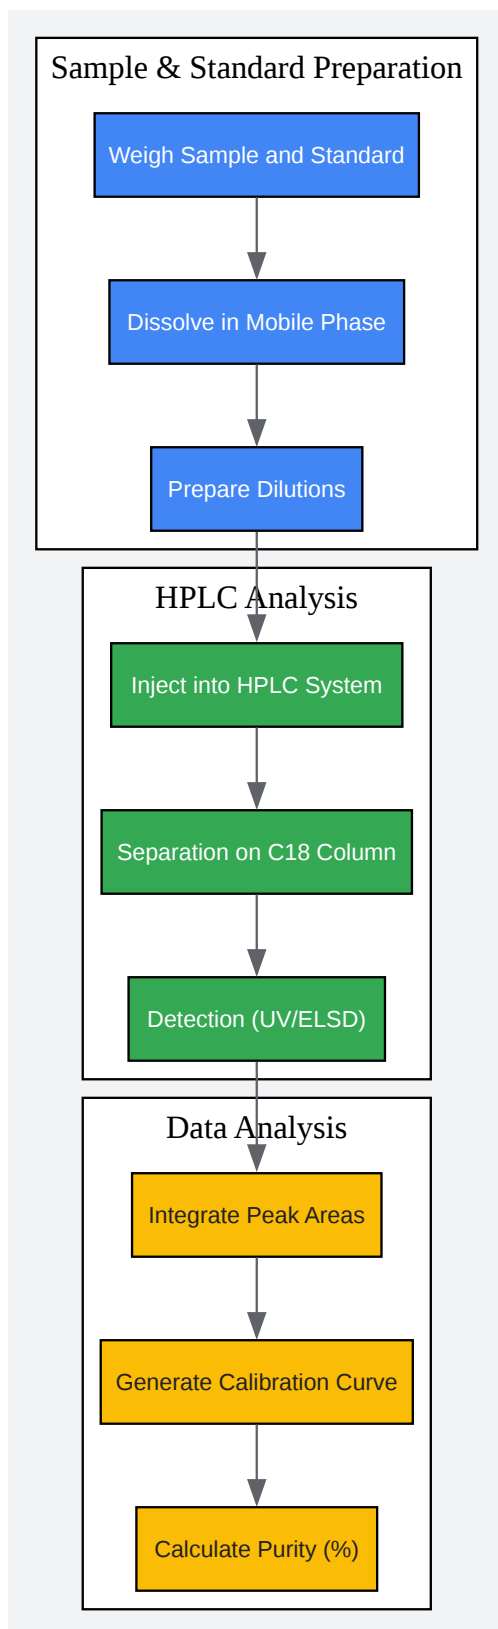 Sample & Standard Preparation
Weigh Sample and Standard
Dissolve in Mobile Phase
Prepare Dilutions
HPLC Analysis
Inject into HPLC System
Separation on C18 Column
Detection (UV/ELSD)
Data Analysis
Integrate Peak Areas
Generate Calibration Curve
Calculate Purity (%)